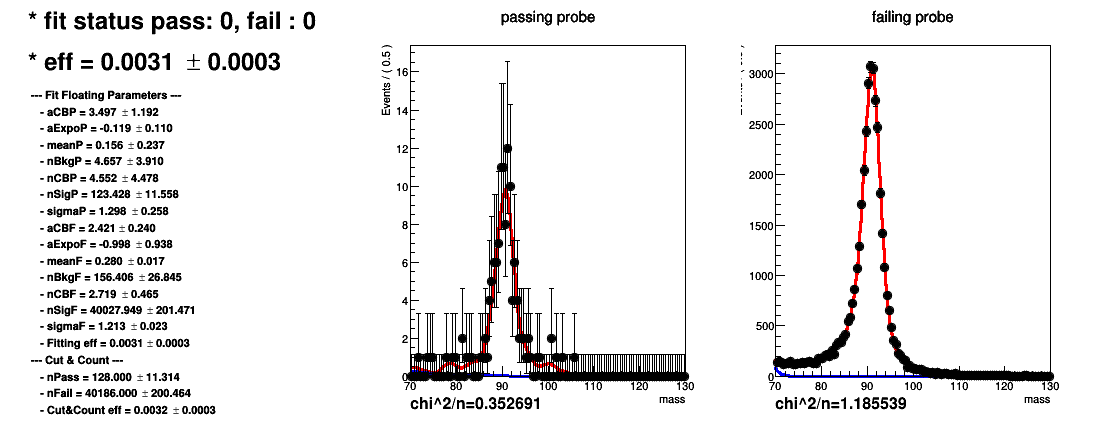 * fit status pass: 0, fail : 0
* eff = 0.0031 ± 0.0003
--- Fit Floating Parameters ---
- aCBP = 3.497 ± 1.192
- aExpoP = -0.119 ± 0.110
- meanP = 0.156 ± 0.237
- nBkgP = 4.657 ± 3.910
- nCBP = 4.552 ± 4.478
- nSigP = 123.428 ± 11.558
- sigmaP = 1.298 ± 0.258
- aCBF = 2.421 ± 0.240
- aExpoF = -0.998 ± 0.938
- meanF = 0.280 ± 0.017
- nBkgF = 156.406 ± 26.845
- nCBF = 2.719 ± 0.465
- nSigF = 40027.949 ± 201.471
- sigmaF = 1.213 ± 0.023
- Fitting eff = 0.0031 ± 0.0003
--- Cut & Count ---
- nPass = 128.000 ± 11.314
- nFail = 40186.000 ± 200.464
- Cut&Count eff = 0.0032 ± 0.0003
passing probe
Events / ( 0.5 )
16
14
12
10
8
6
4
2
0
70 80 90 100 110 120 130
mass
chi^2/n=0.352691
failing probe
3000
2500
2000
1500
1000
500
0
70 80 90 100 110 120 130
mass
chi^2/n=1.185539